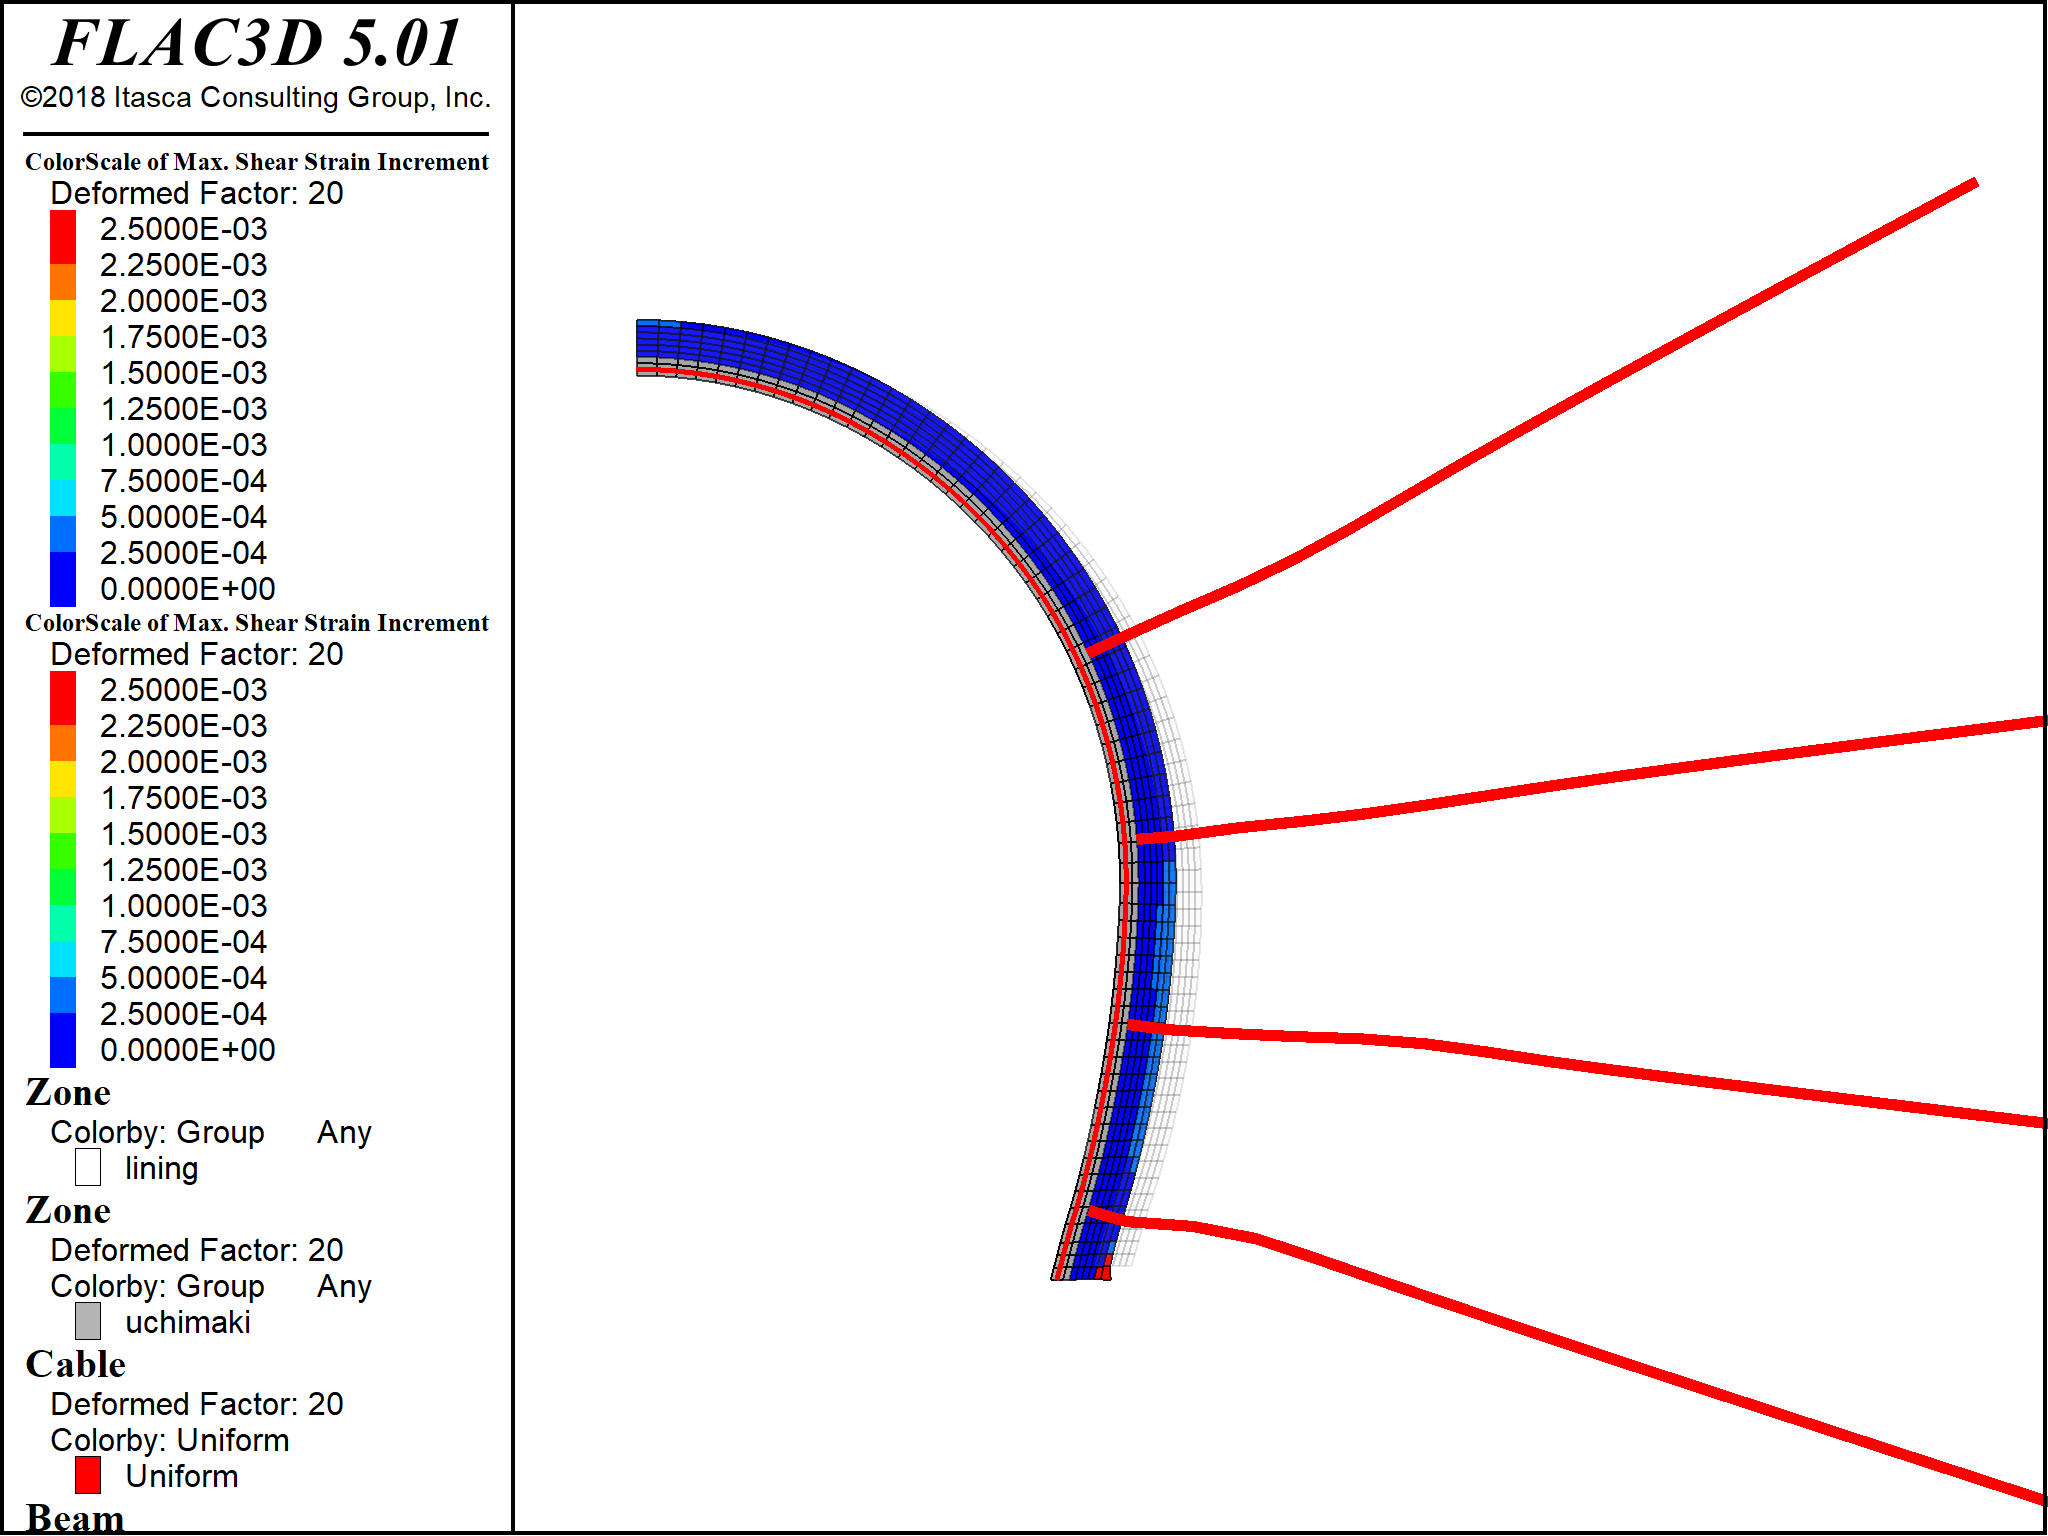 FLAC3D 5.01
©2018 Itasca Consulting Group, Inc.
ColorScale of Max. Shear Strain Increment
Deformed Factor: 20
2.5000E-03
2.2500E-03
2.0000E-03
1.7500E-03
1.5000E-03
1.2500E-03
1.0000E-03
7.5000E-04
5.0000E-04
2.5000E-04
0.0000E+00
ColorScale of Max. Shear Strain Increment
Deformed Factor: 20
2.5000E-03
2.2500E-03
2.0000E-03
1.7500E-03
1.5000E-03
1.2500E-03
1.0000E-03
7.5000E-04
5.0000E-04
2.5000E-04
0.0000E+00
Zone
Colorby: Group Any
lining
Zone
Deformed Factor: 20
Colorby: Group Any
uchimaki
Cable
Deformed Factor: 20
Colorby: Uniform
Uniform
Beam